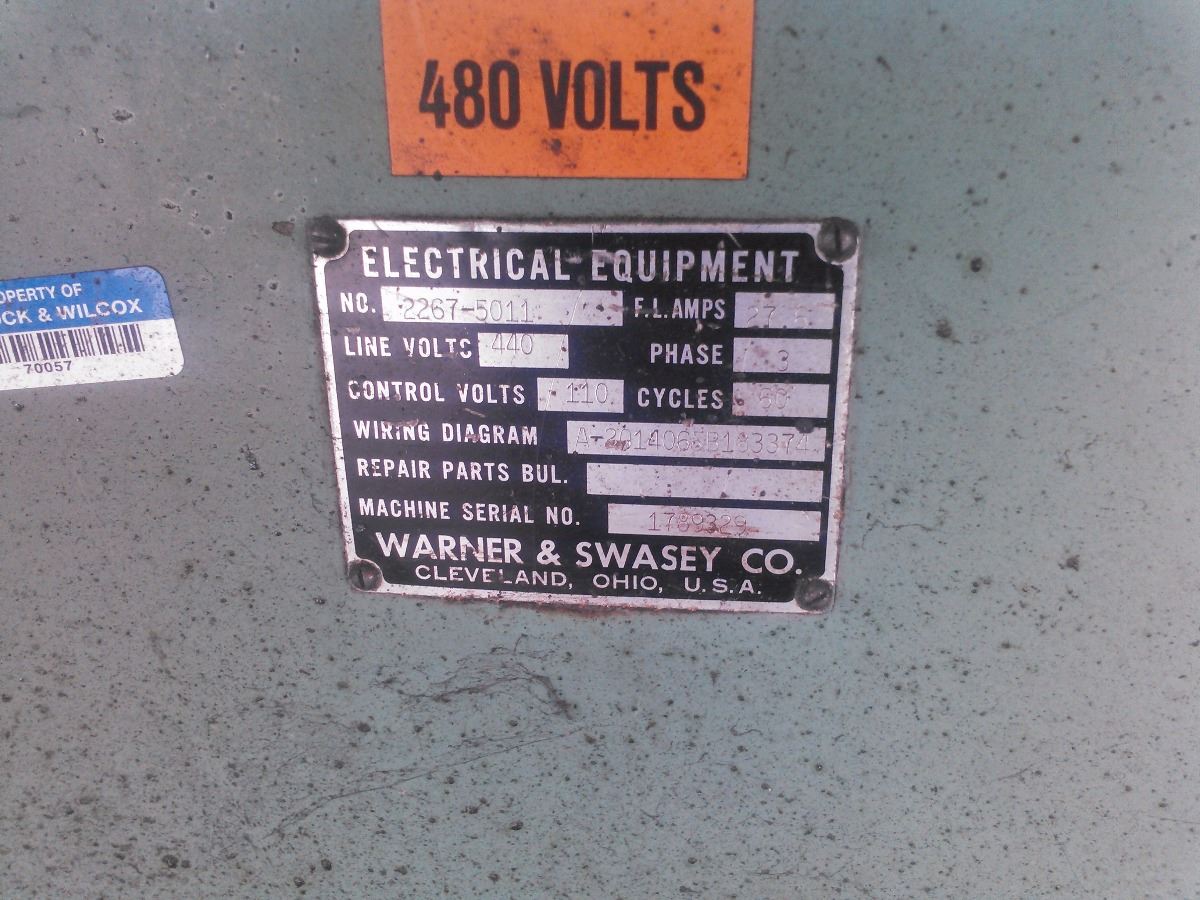 480 VOLTS
OPERTY OF
CK & WILCOX
70057
ELECTRICAL EQUIPMENT
NO. 2267-5011 F.L. AMPS
LINE VOLTS 440 PHASE 3
CONTROL VOLTS 110 CYCLES 60
WIRING DIAGRAM
REPAIR PARTS BUL.
MACHINE SERIAL NO. 1789329
WARNER & SWASEY CO.
CLEVELAND, OHIO, U.S.A.